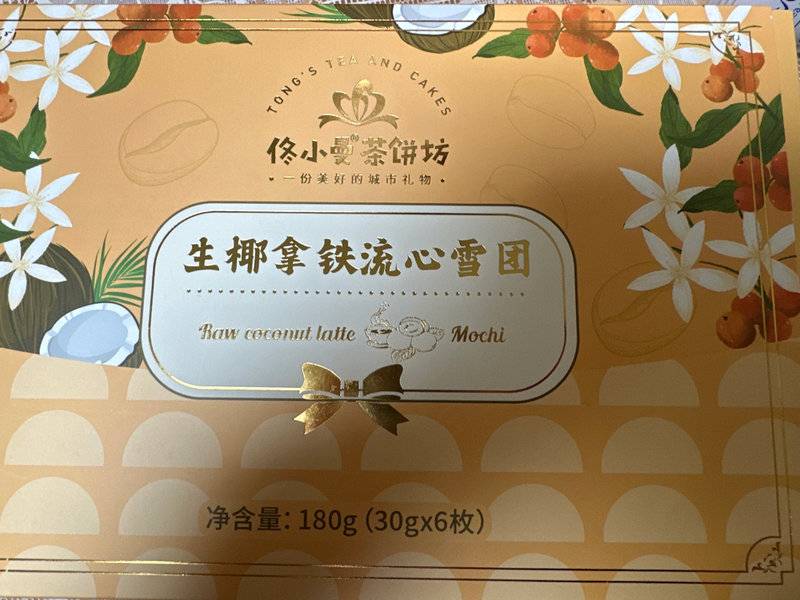 TONG'S TEA AND CAKES
佟小曼茶饼坊
一份美好的城市礼物
生椰拿铁流心雪团
Raw coconut latte Mochi
净含量：180g（30gx6枚）